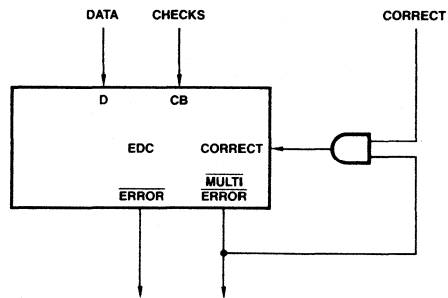 DATA CHECKS CORRECT
D CB
EDC CORRECT
MULTI
ERROR ERROR